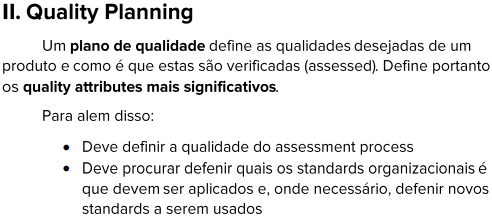 II. Quality Planning
Um plano de qualidade define as qualidades desejadas de um
produto e como é que estas são verificadas (assessed). Define portanto
os quality attributes mais significativos.
Para alem disso:
• Deve definir a qualidade do assessment process
• Deve procurar defenir quais os standards organizacionais é
que devem ser aplicados e, onde necessário, defenir novos
standards a serem usados